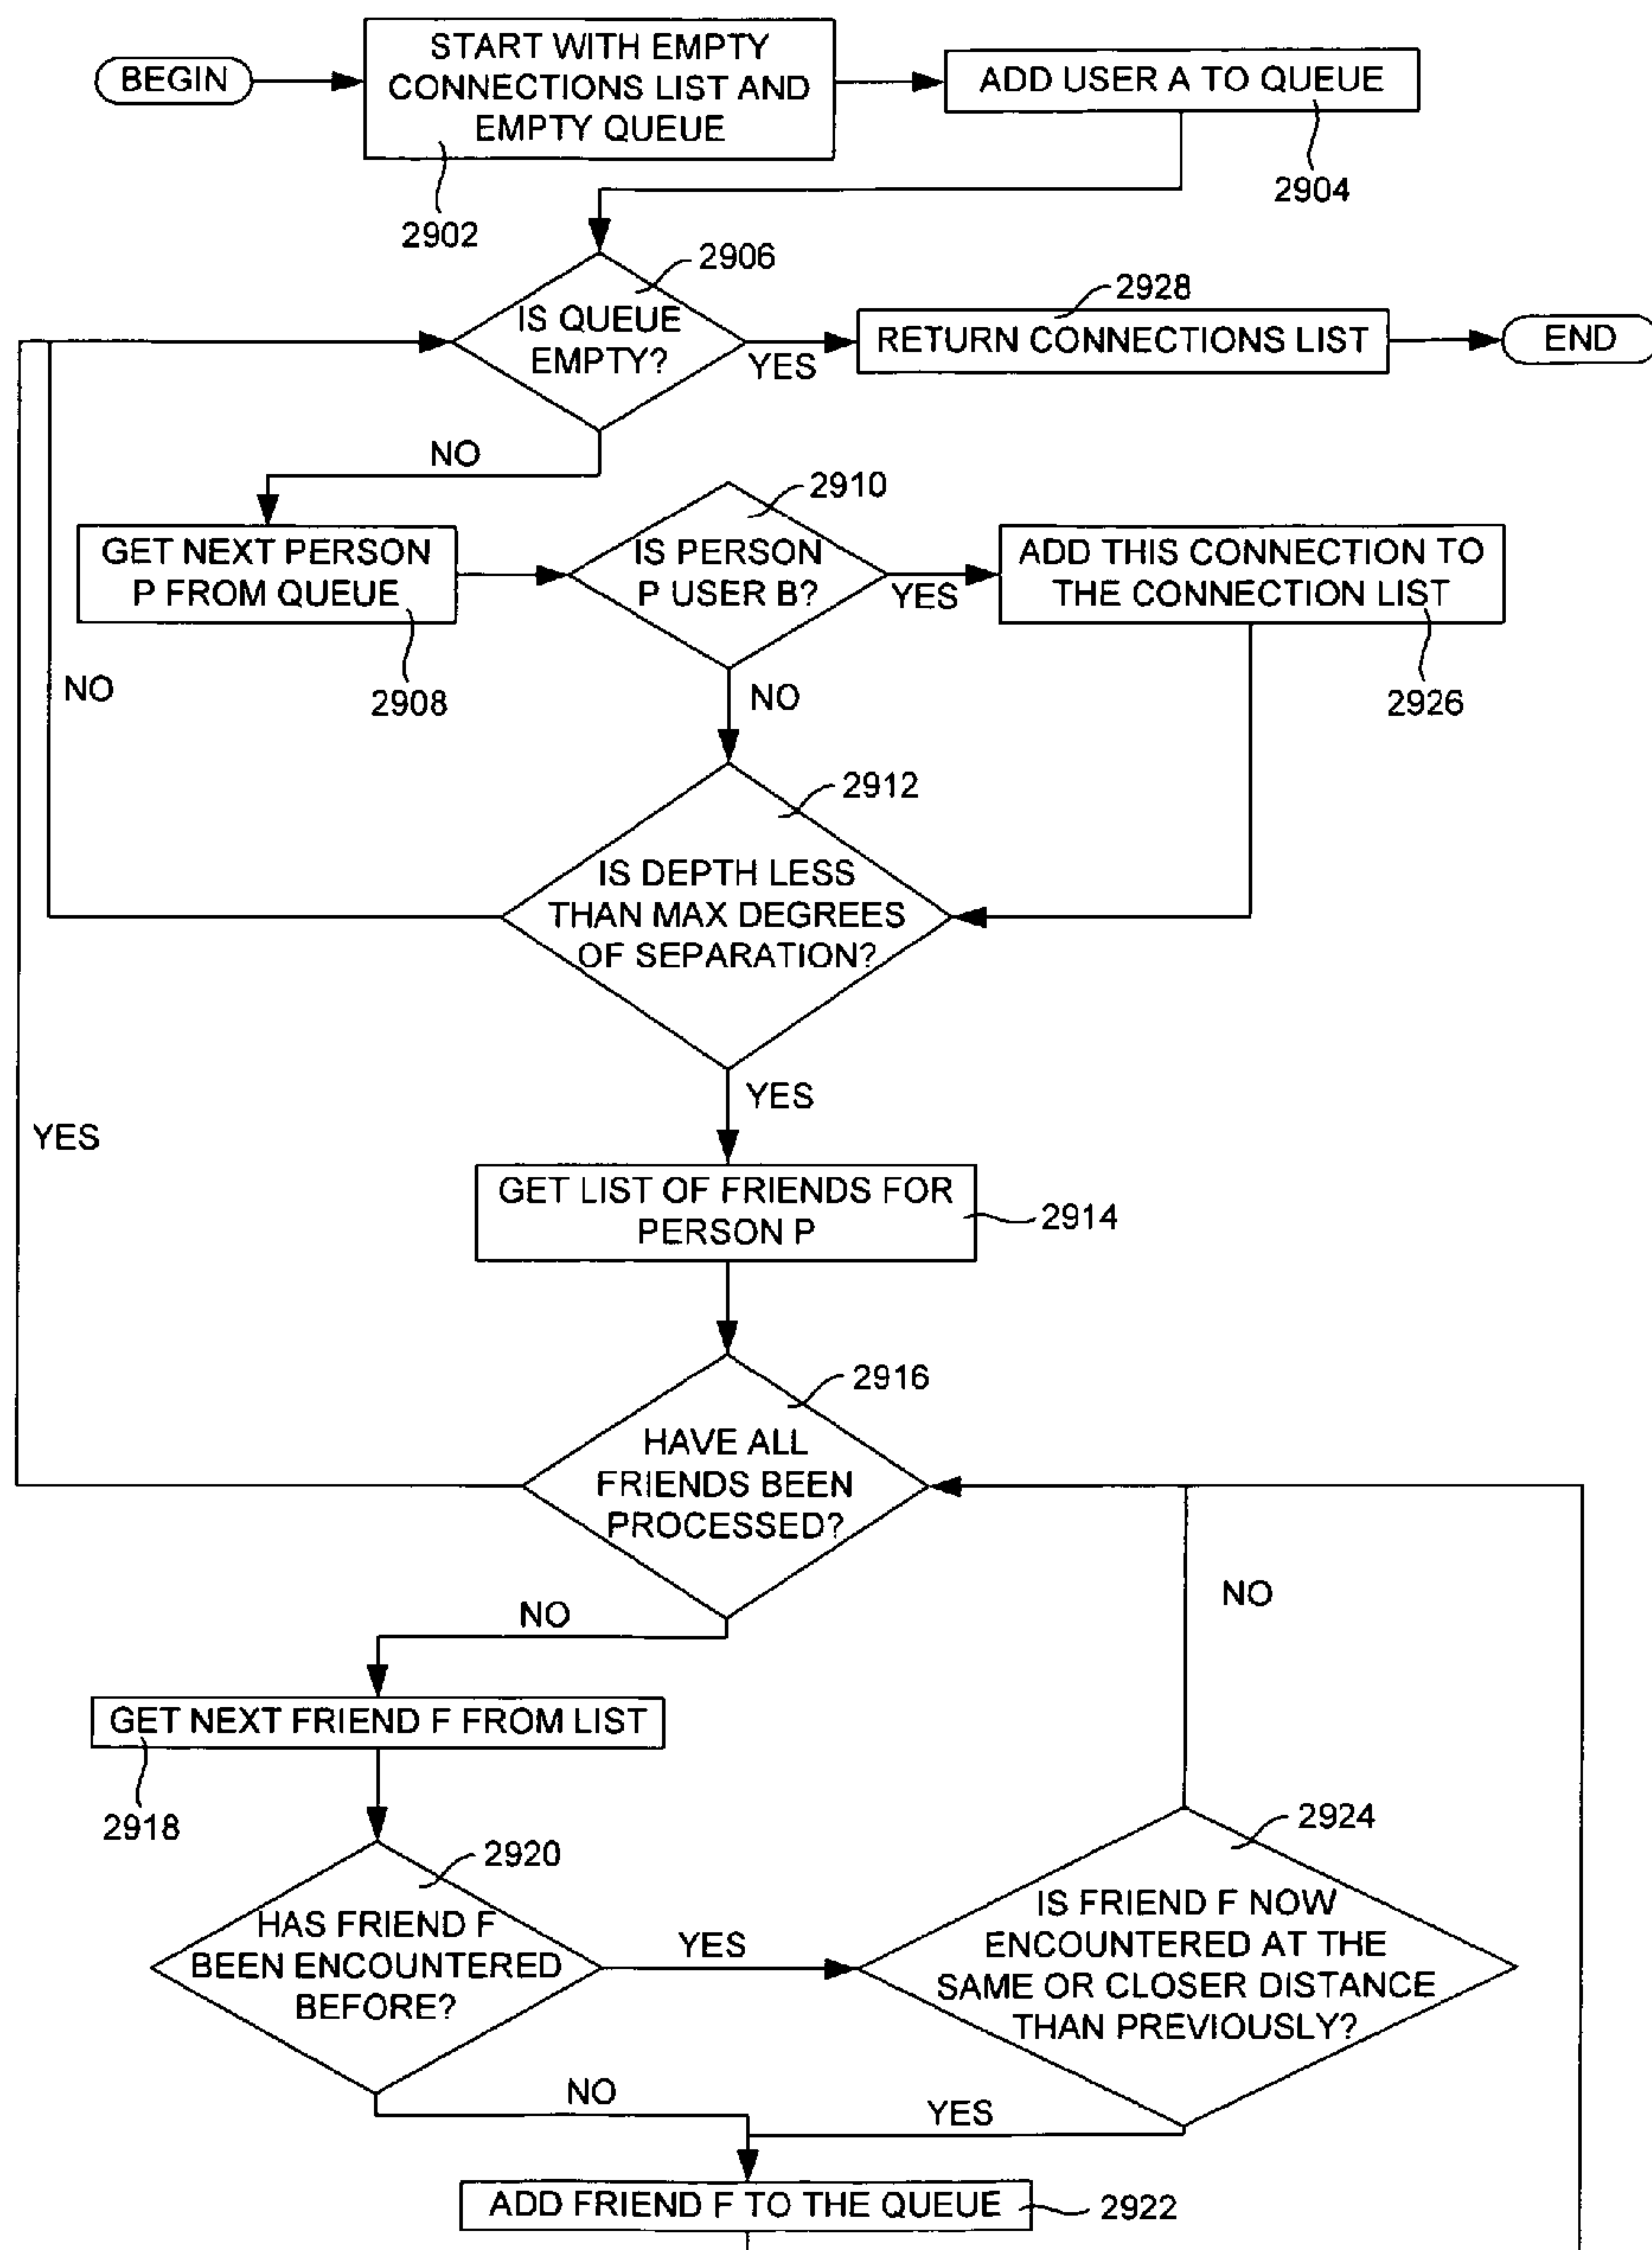 BEGIN
START WITH EMPTY
CONNECTIONS LIST AND
EMPTY QUEUE
2902
ADD USER A TO QUEUE
2904
2906
IS QUEUE
EMPTY?
YES
2928
RETURN CONNECTIONS LIST
END
NO
GET NEXT PERSON
P FROM QUEUE
2908
2910
IS PERSON
P USER B?
YES
ADD THIS CONNECTION TO
THE CONNECTION LIST
2926
NO
NO
2912
IS DEPTH LESS
THAN MAX DEGREES
OF SEPARATION?
YES
YES
GET LIST OF FRIENDS FOR
PERSON P
2914
2916
HAVE ALL
FRIENDS BEEN
PROCESSED?
NO
NO
GET NEXT FRIEND F FROM LIST
2918
2920
HAS FRIEND F
BEEN ENCOUNTERED
BEFORE?
YES
2924
IS FRIEND F NOW
ENCOUNTERED AT THE
SAME OR CLOSER DISTANCE
THAN PREVIOUSLY?
NO
YES
ADD FRIEND F TO THE QUEUE
2922